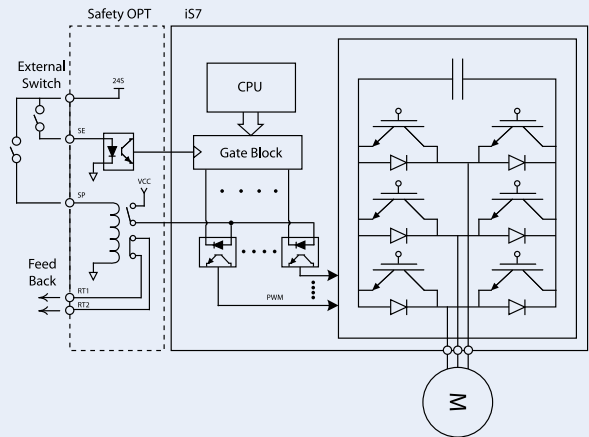 Safety OPT
iS7
External
Switch
24S
CPU
SE
Gate Block
VCC
SP
Feed
Back
RT1
RT2
PWM
M